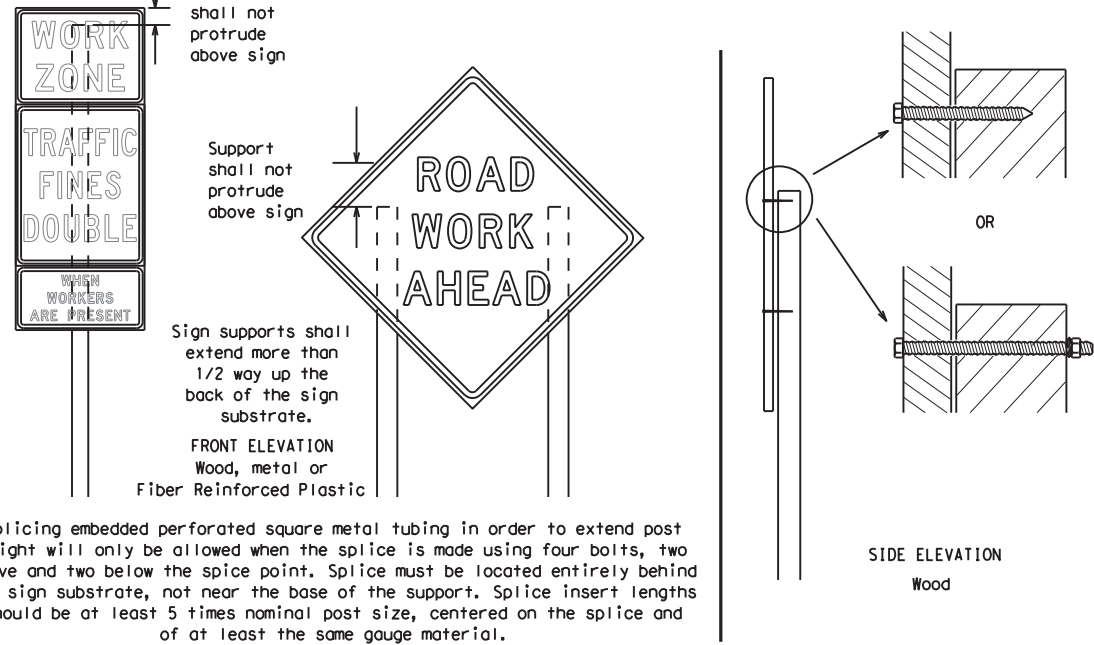 shall not
protrude
above sign
WORK
ZONE
TRAFFIC
FINES
DOUBLE
WHEN
WORKERS
ARE PRESENT
Support
shall not
protrude
above sign
ROAD
WORK
AHEAD
Sign supports shall
extend more than
1/2 way up the
back of the sign
substrate.
FRONT ELEVATION
Wood, metal or
Fiber Reinforced Plastic
OR
SIDE ELEVATION
Wood
plicing embedded perforated square metal tubing in order to extend post
ight will only be allowed when the splice is made using four bolts, two
ve and two below the spice point. Splice must be located entirely behind
sign substrate, not near the base of the support. Splice insert lengths
ould be at least 5 times nominal post size, centered on the splice and
of at least the same gauge material.